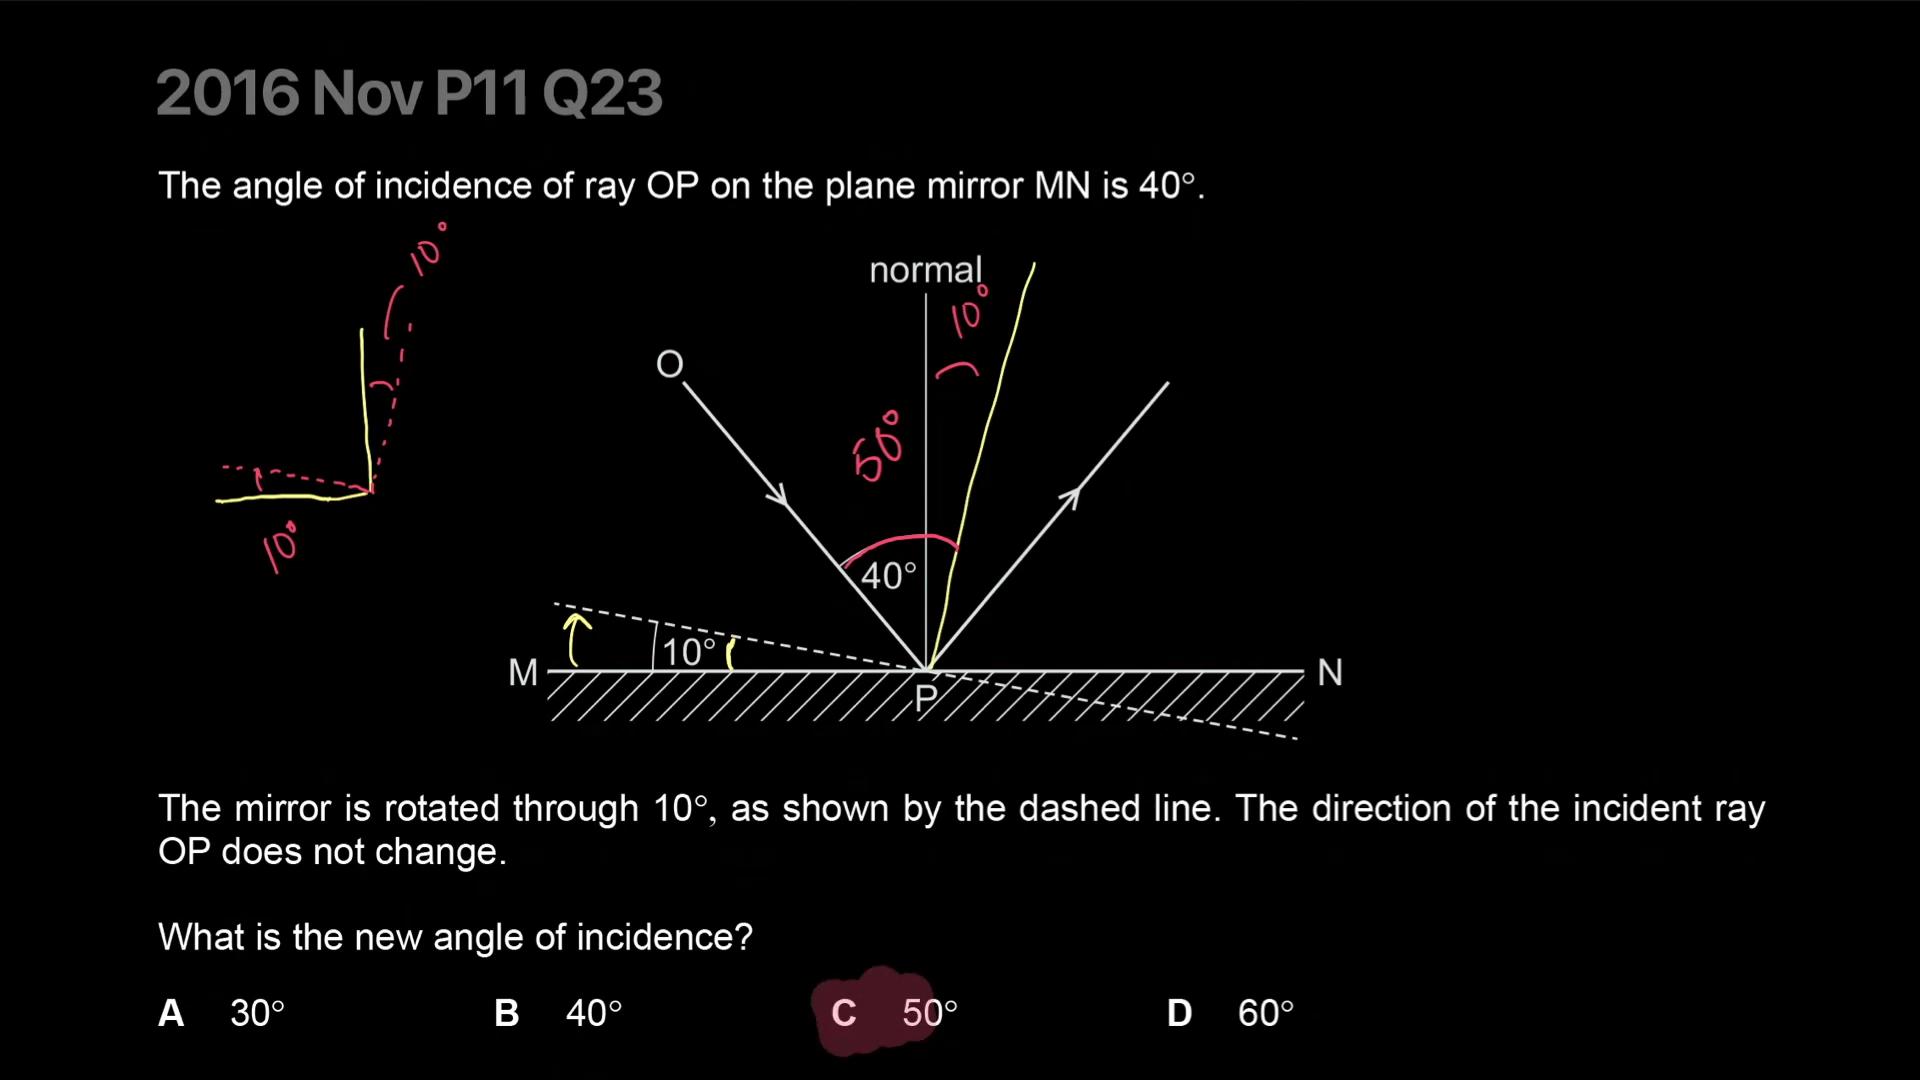 2016 Nov P11 Q23
The angle of incidence of ray OP on the plane mirror MN is 40°.
10°
normal
10°
O
50°
40°
10°
10°
M
N
P
The mirror is rotated through 10°, as shown by the dashed line. The direction of the incident ray
OP does not change.
What is the new angle of incidence?
A 30° B 40° C 50° D 60°